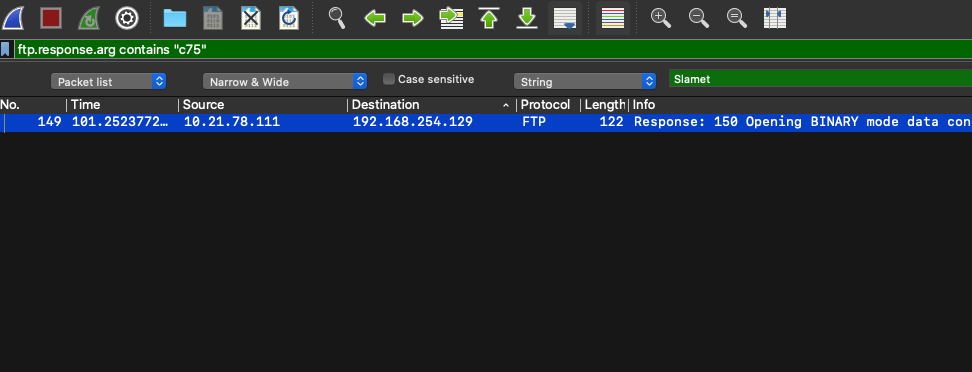 ftp.response.arg contains "c75"
Packet list Narrow & Wide Case sensitive String Slamet
No. Time Source Destination Protocol Length Info
149 101.2523772… 10.21.78.111 192.168.254.129 FTP 122 Response: 150 Opening BINARY mode data con